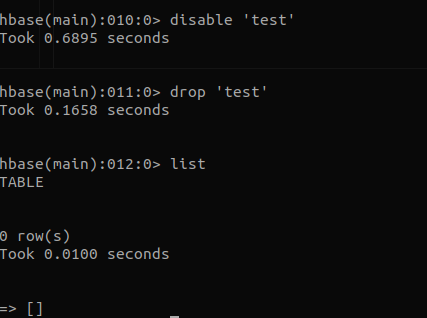 hbase(main):010:0> disable 'test'
Took 0.6895 seconds
hbase(main):011:0> drop 'test'
Took 0.1658 seconds
hbase(main):012:0> list
TABLE
0 row(s)
Took 0.0100 seconds
=> []